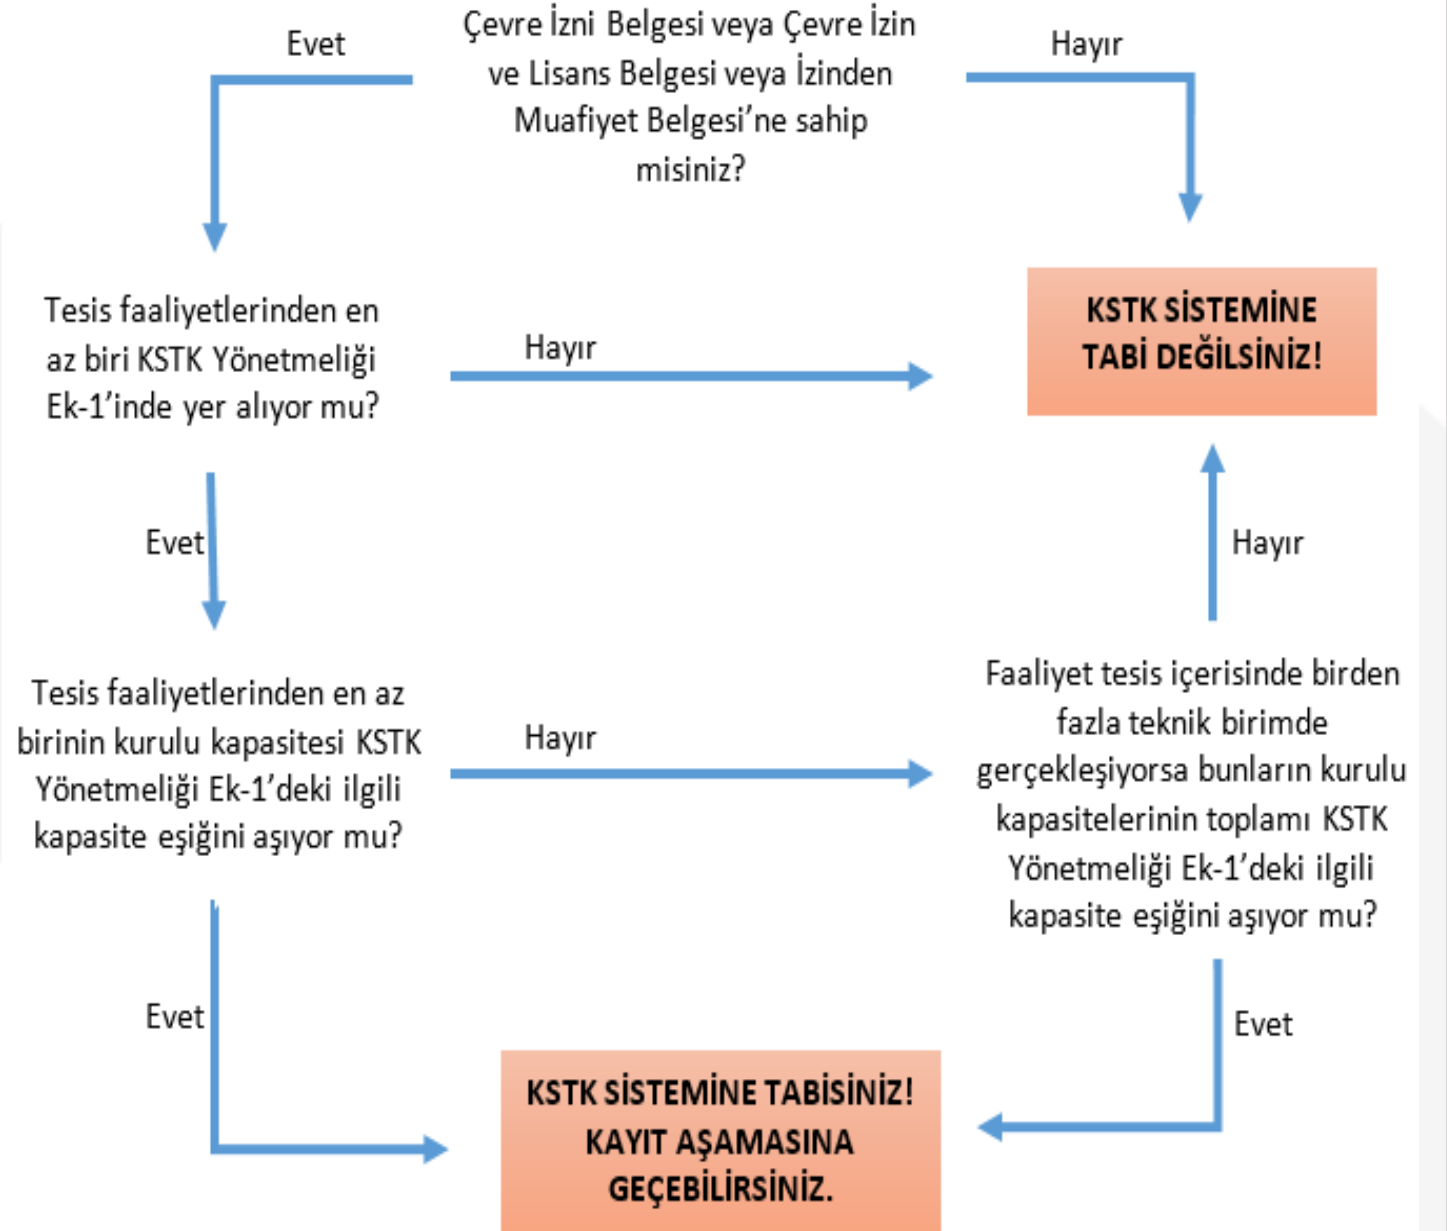 Evet
Çevre İzni Belgesi veya Çevre İzin
ve Lisans Belgesi veya İzinden
Muafiyet Belgesi’ne sahip
misiniz?
Hayır
Tesis faaliyetlerinden en
az biri KSTK Yönetmeliği
Ek-1’inde yer alıyor mu?
Hayır
KSTK SİSTEMİNE
TABİ DEĞİLSİNİZ!
Evet
Hayır
Tesis faaliyetlerinden en az
birinin kurulu kapasitesi KSTK
Yönetmeliği Ek-1’deki ilgili
kapasite eşiğini aşıyor mu?
Hayır
Faaliyet tesis içerisinde birden
fazla teknik birimde
gerçekleşiyorsa bunların kurulu
kapasitelerinin toplamı KSTK
Yönetmeliği Ek-1’deki ilgili
kapasite eşiğini aşıyor mu?
Evet
Evet
KSTK SİSTEMİNE TABİSİNİZ!
KAYIT AŞAMASINA
GEÇEBİLİRSİNİZ.